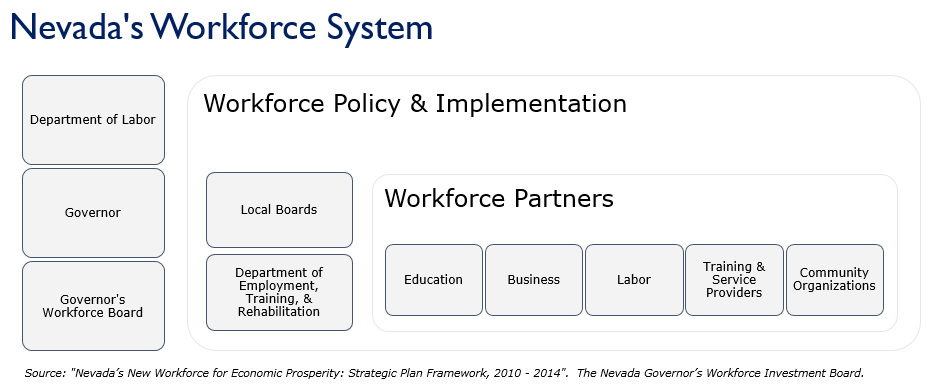 Nevada's Workforce System
Department of Labor
Governor
Governor's
Workforce Board
Workforce Policy & Implementation
Local Boards
Department of
Employment,
Training, &
Rehabilitation
Workforce Partners
Education
Business
Labor
Training &
Service
Providers
Community
Organizations
Source: "Nevada’s New Workforce for Economic Prosperity: Strategic Plan Framework, 2010 - 2014". The Nevada Governor’s Workforce Investment Board.